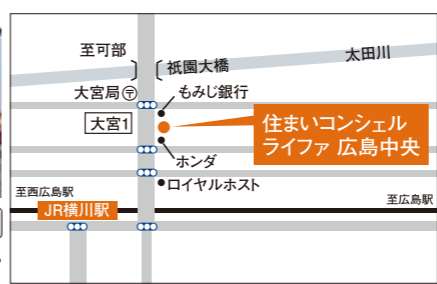 至可部
祇園大橋
太田川
大宮局〒
もみじ銀行
大宮1
住まいコンシェル
ライファ 広島中央
ホンダ
ロイヤルホスト
至西広島駅
至広島駅
JR横川駅